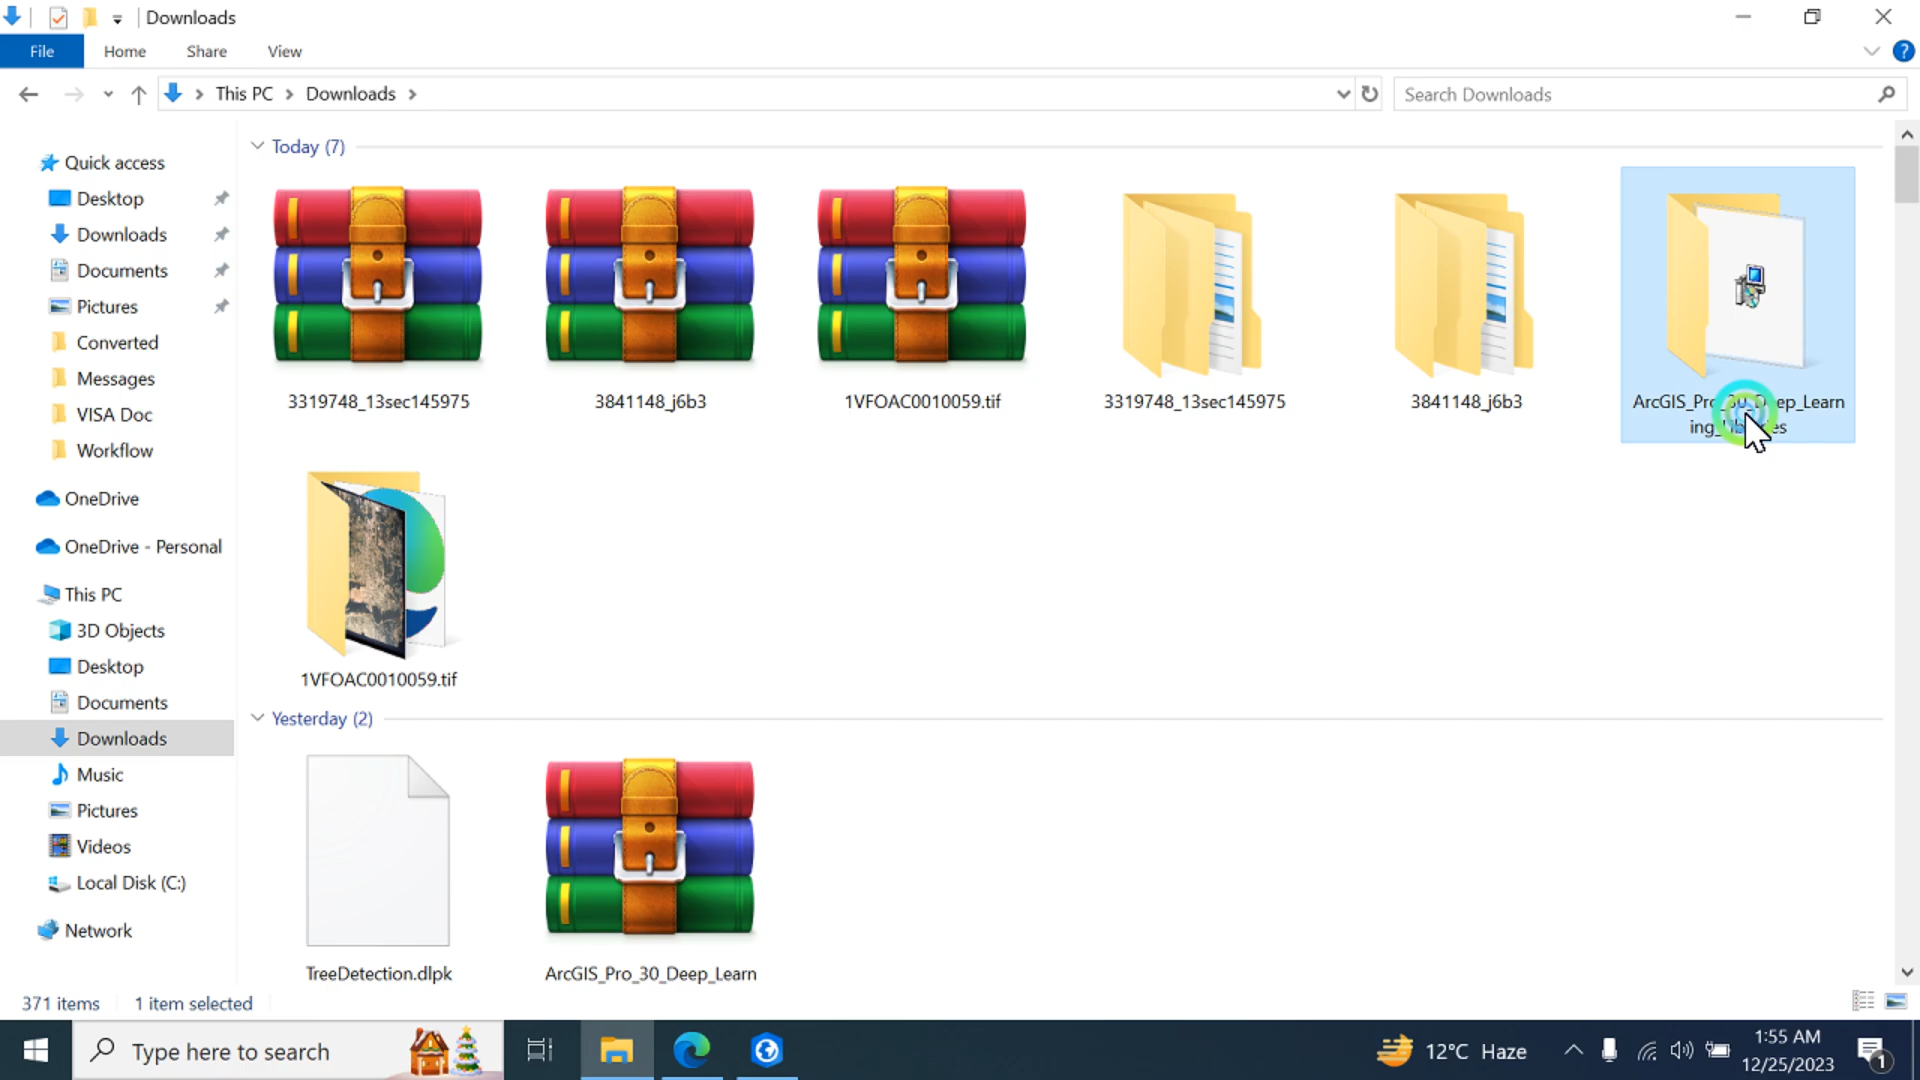 Downloads
File
Home
Share
View
This PC
Downloads
Search Downloads
Quick access
Desktop
Downloads
Documents
Pictures
Converted
Messages
VISA Doc
Workflow
OneDrive
OneDrive - Personal
This PC
3D Objects
Desktop
Documents
Downloads
Music
Pictures
Videos
Local Disk (C:)
Network
Today (7)
3319748_13sec145975
3841148_j6b3
1VFOAC0010059.tif
3319748_13sec145975
3841148_j6b3
ArcGIS_Pro_30_Deep_Learn
1VFOAC0010059.tif
Yesterday (2)
TreeDetection.dlpk
ArcGIS_Pro_30_Deep_Learn
371 items
1 item selected
Type here to search
12°C Haze
1:55 AM
12/25/2023
1